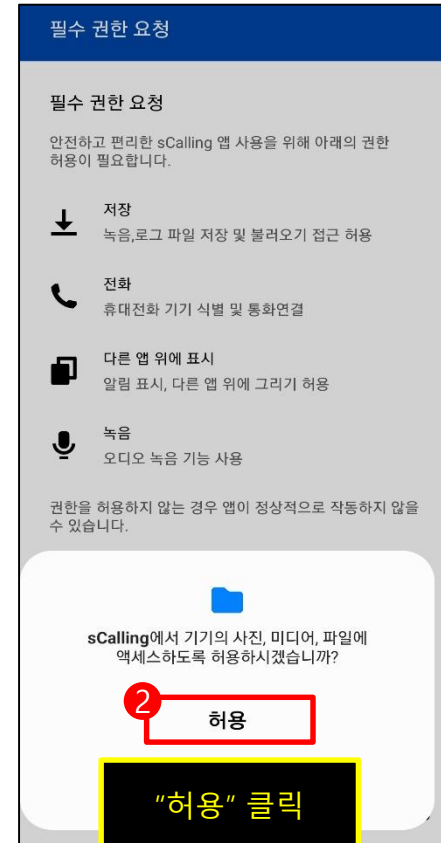 필수 권한 요청
필수 권한 요청
안전하고 편리한 sCalling 앱 사용을 위해 아래의 권한
허용이 필요합니다.
저장
녹음,로그 파일 저장 및 불러오기 접근 허용
전화
휴대전화 기기 식별 및 통화연결
다른 앱 위에 표시
알림 표시, 다른 앱 위에 그리기 허용
녹음
오디오 녹음 기능 사용
권한을 허용하지 않는 경우 앱이 정상적으로 작동하지 않을
수 있습니다.
sCalling에서 기기의 사진, 미디어, 파일에
액세스하도록 허용하시겠습니까?
2
허용
“허용” 클릭